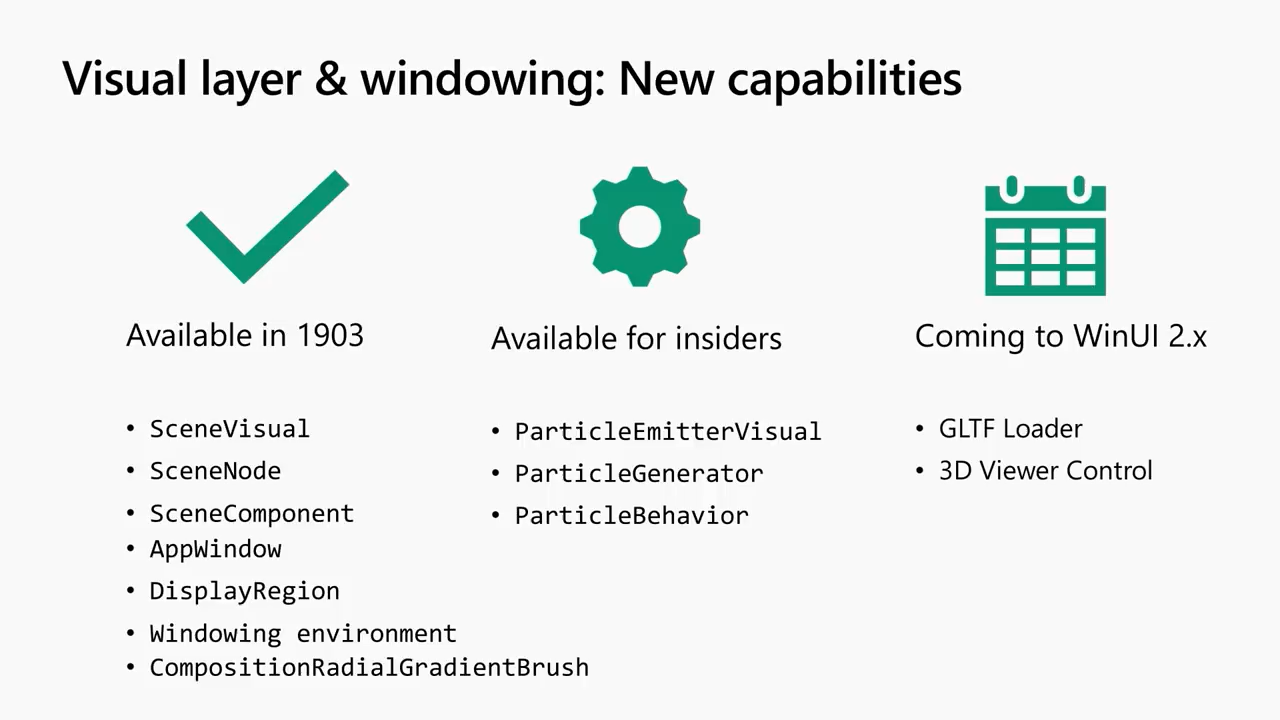 Visual layer & windowing: New capabilities
Available in 1903
• SceneVisual
• SceneNode
• SceneComponent
• AppWindow
• DisplayRegion
• Windowing environment
• CompositionRadialGradientBrush
Available for insiders
• ParticleEmitterVisual
• ParticleGenerator
• ParticleBehavior
Coming to WinUI 2.x
• GLTF Loader
• 3D Viewer Control